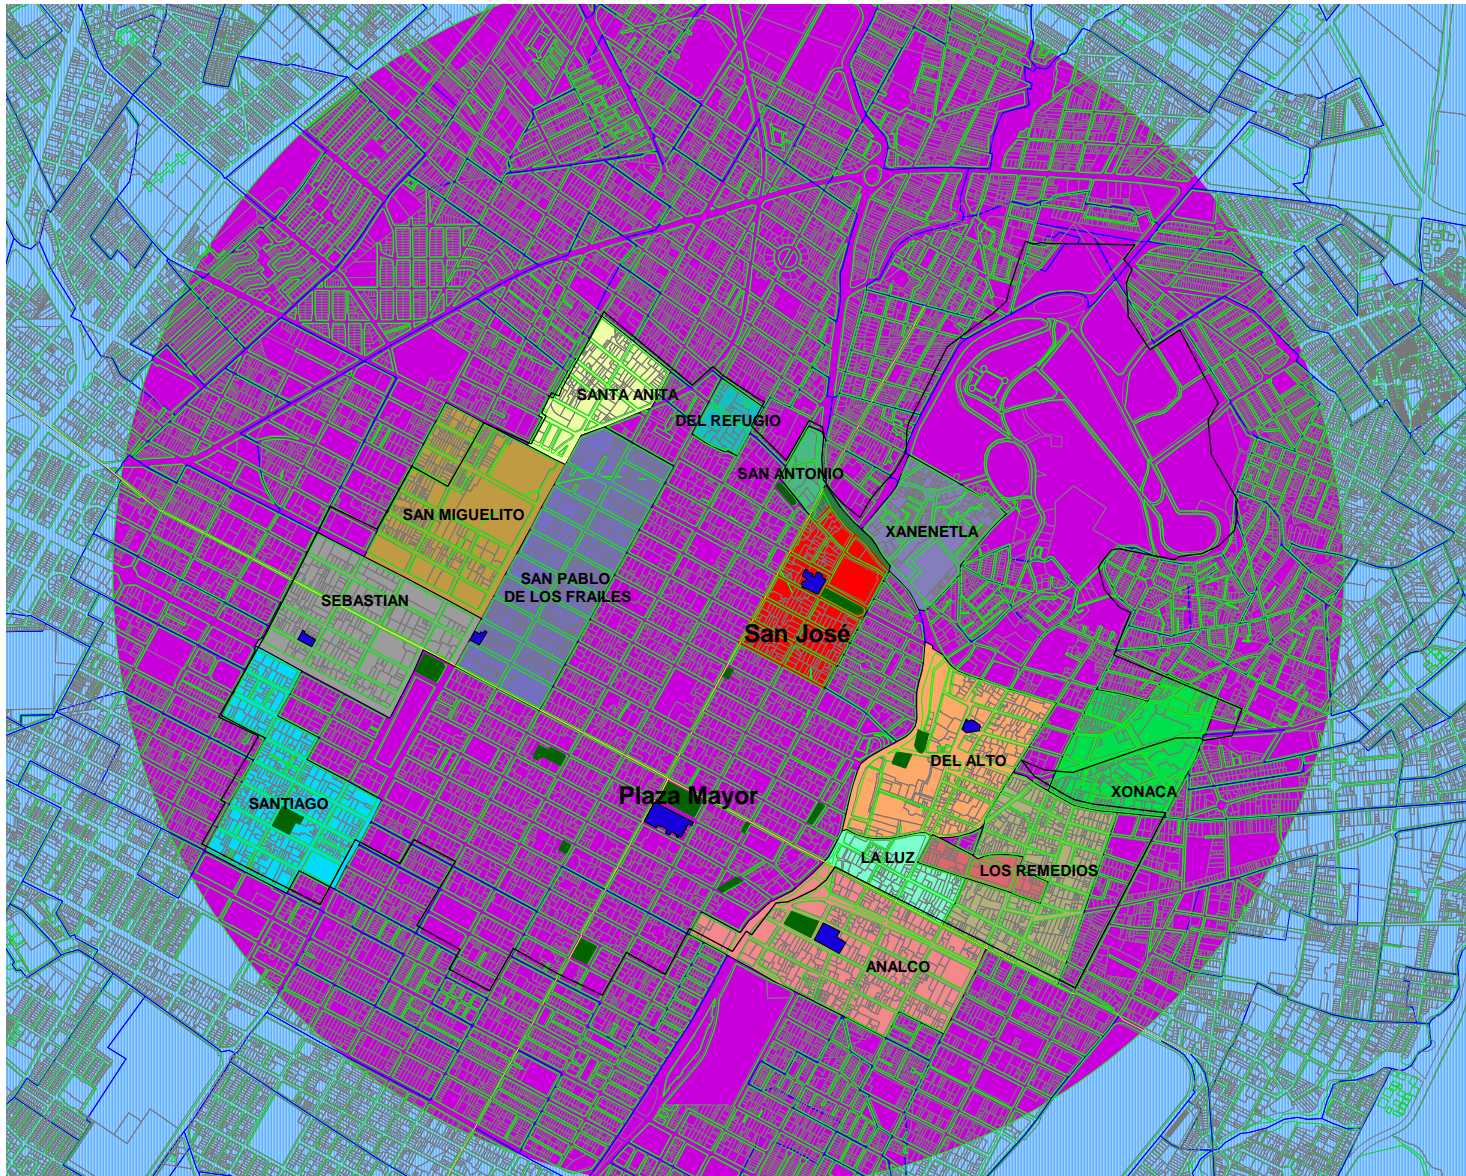 SANTA ANITA
DEL REFUGIO
SAN ANTONIO
SAN MIGUELITO
XANENETLA
SAN PABLO
DE LOS FRAILES
SEBASTIAN
San José
DEL ALTO
XONACA
Plaza Mayor
SANTIAGO
LA LUZ
LOS REMEDIOS
ANALCO